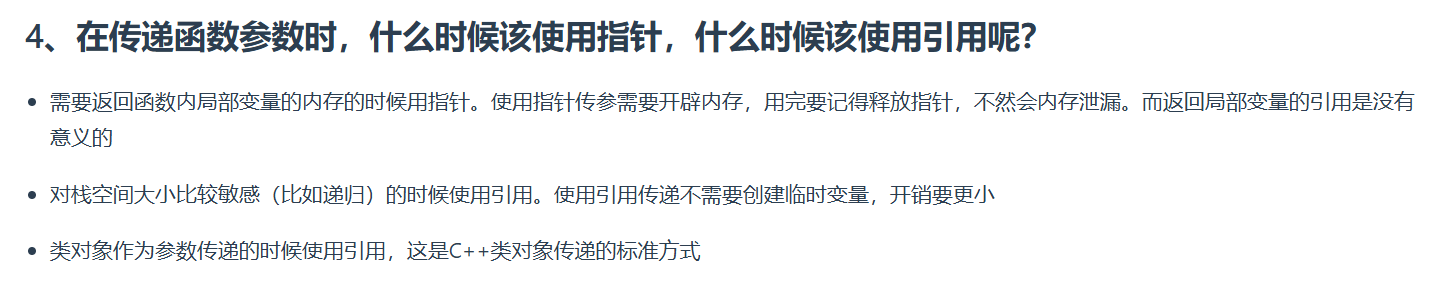 4、在传递函数参数时，什么时候该使用指针，什么时候该使用引用呢？
需要返回函数内局部变量的内存的时候用指针。使用指针传参需要开辟内存，用完要记得释放指针，不然会内存泄漏。而返回局部变量的引用是没有
意义的
对栈空间大小比较敏感（比如递归）的时候使用引用。使用引用传递不需要创建临时变量，开销要更小
类对象作为参数传递的时候使用引用，这是C++类对象传递的标准方式